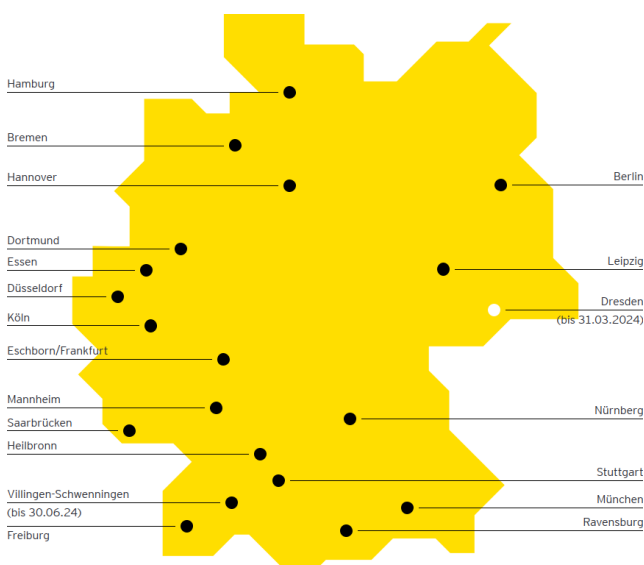 Hamburg
Bremen
Hannover
Dortmund
Essen
Düsseldorf
Köln
Eschborn/Frankfurt
Mannheim
Saarbrücken
Heilbronn
Villingen-Schwenningen
(bis 30.06.24)
Freiburg
Berlin
Leipzig
Dresden
(bis 31.03.2024)
Nürnberg
Stuttgart
München
Ravensburg